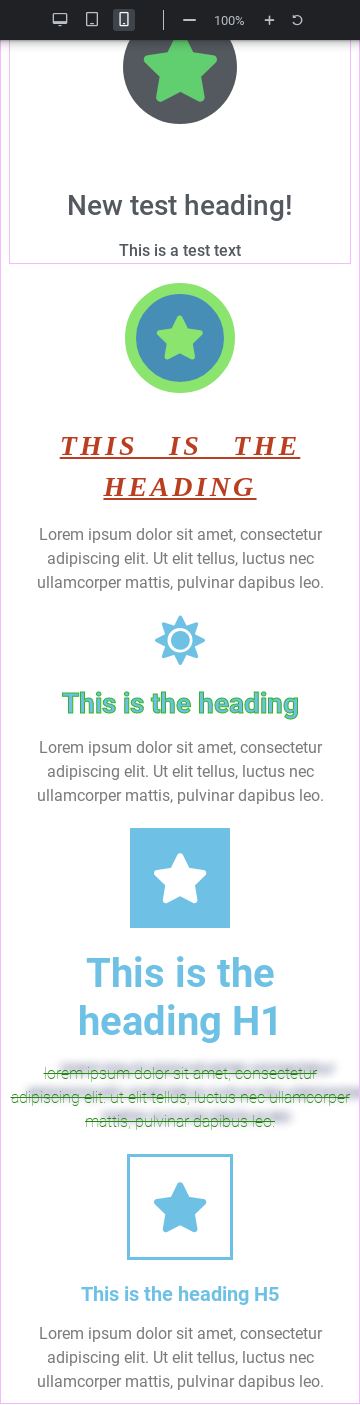 100%
New test heading!
This is a test text
THIS IS THE
HEADING
Lorem ipsum dolor sit amet, consectetur
adipiscing elit. Ut elit tellus, luctus nec
ullamcorper mattis, pulvinar dapibus leo.
This is the heading
Lorem ipsum dolor sit amet, consectetur
adipiscing elit. Ut elit tellus, luctus nec
ullamcorper mattis, pulvinar dapibus leo.
This is the
heading H1
lorem ipsum dolor sit amet, consectetur
adipiscing elit. ut elit tellus, luctus nec ullamcorper
mattis, pulvinar dapibus leo.
This is the heading H5
Lorem ipsum dolor sit amet, consectetur
adipiscing elit. Ut elit tellus, luctus nec
ullamcorper mattis, pulvinar dapibus leo.